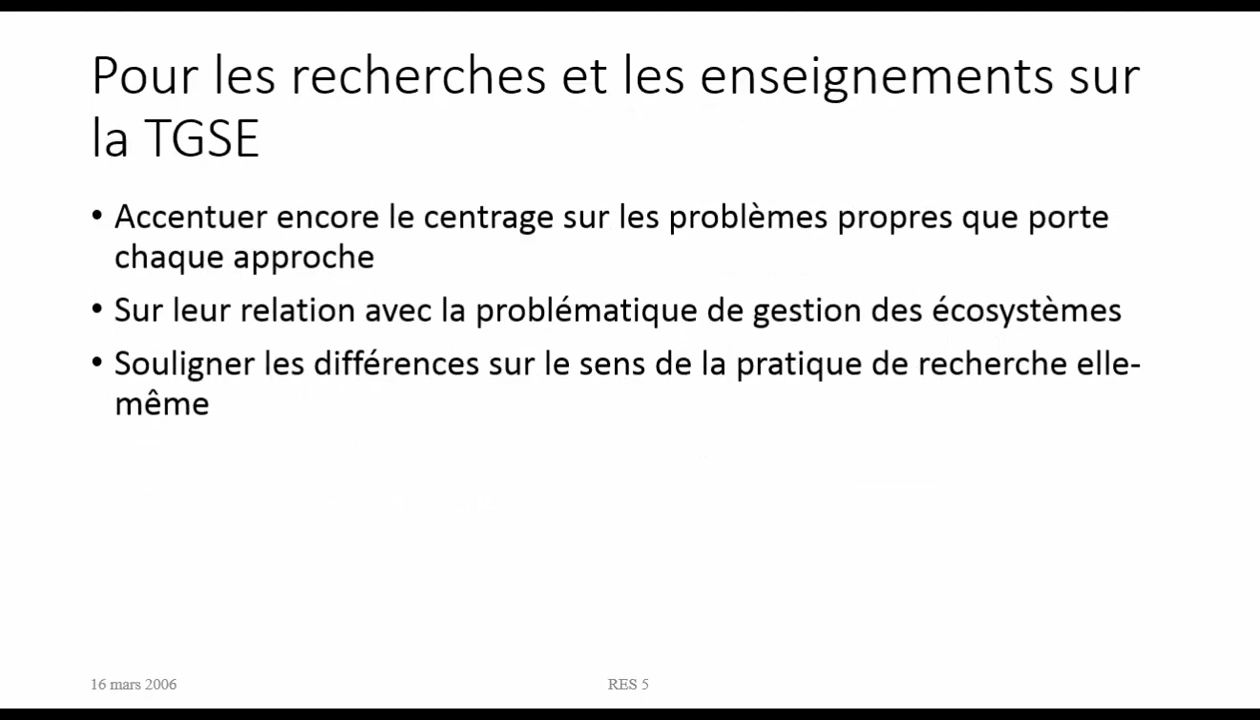 Pour les recherches et les enseignements sur
la TGSE
• Accentuer encore le centrage sur les problèmes propres que porte
chaque approche
• Sur leur relation avec la problématique de gestion des écosystèmes
• Souligner les différences sur le sens de la pratique de recherche elle-
même
16 mars 2006
RES 5